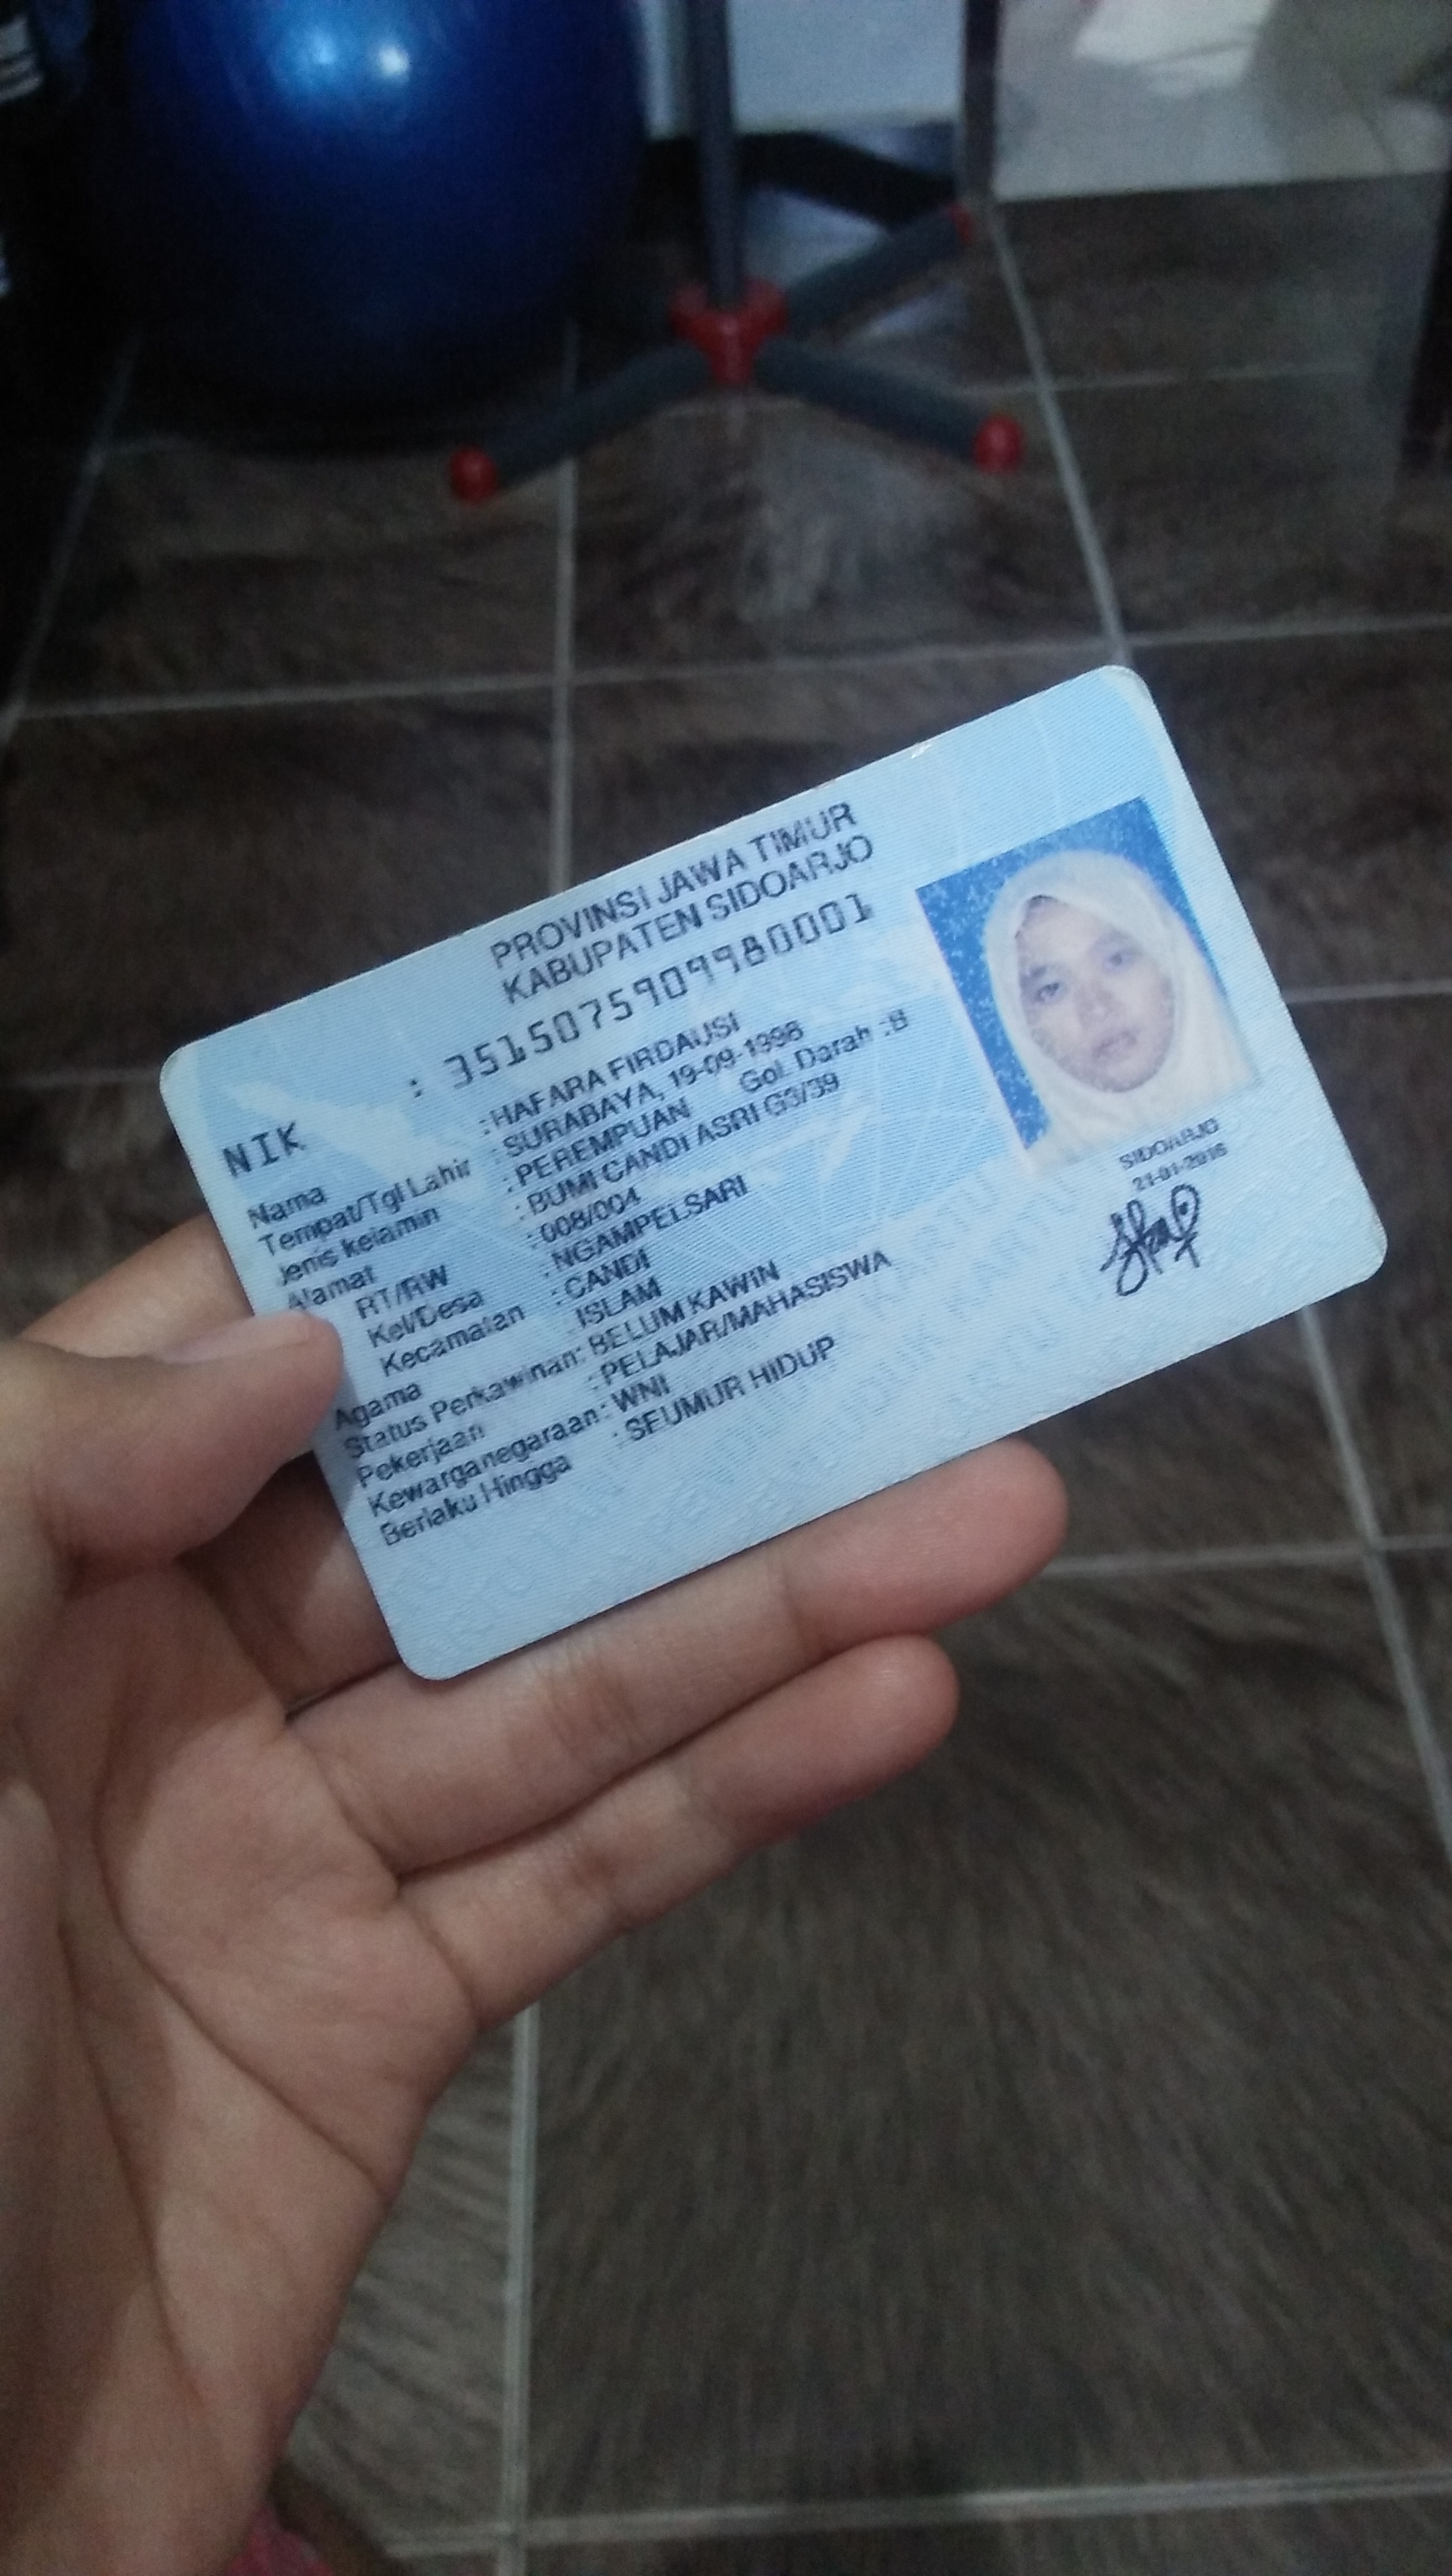 PROVINSI JAWA TIMUR
KABUPATEN SIDOARJO
NIK : 3515075909980001
Nama : HAFARA FIRDAUSI
Tempat/Tgl Lahir : SURABAYA, 19-09-1998
Jenis kelamin : PEREMPUAN Gol. Darah : B
Alamat : BUMI CANDI ASRI G3/39
RT/RW : 008/004
Kel/Desa : NGAMPELSARI
Kecamatan : CANDI
Agama : ISLAM
Status Perkawinan: BELUM KAWIN
Pekerjaan : PELAJAR/MAHASISWA
Kewarganegaraan: WNI
Berlaku Hingga : SEUMUR HIDUP
SIDOARJO
21-01-2016